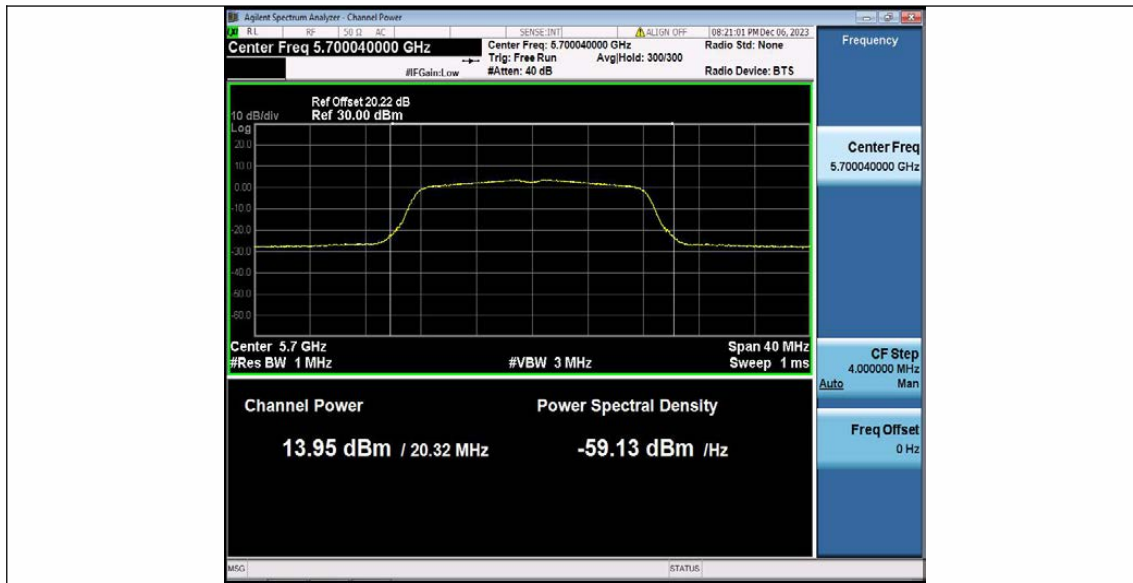 Agilent Spectrum Analyzer - Channel Power
RL RF 50 Ω AC SENSE:INT ALIGN OFF 08:21:01 PM Dec 06, 2023
Center Freq 5.700040000 GHz
Center Freq: 5.700040000 GHz
Radio Std: None
Trig: Free Run
Avg|Hold: 300/300
#IFGain:Low
#Atten: 40 dB
Radio Device: BTS
Ref Offset 20.22 dB
10 dB/div
Ref 30.00 dBm
Log
20.0
10.0
0.00
-10.0
-20.0
-30.0
-40.0
-50.0
-60.0
Center 5.7 GHz
Span 40 MHz
#Res BW 1 MHz
#VBW 3 MHz
Sweep 1 ms
Channel Power
Power Spectral Density
13.95 dBm / 20.32 MHz
-59.13 dBm /Hz
Frequency
Center Freq
5.700040000 GHz
CF Step
4.000000 MHz
Auto Man
Freq Offset
0 Hz
MSG
STATUS